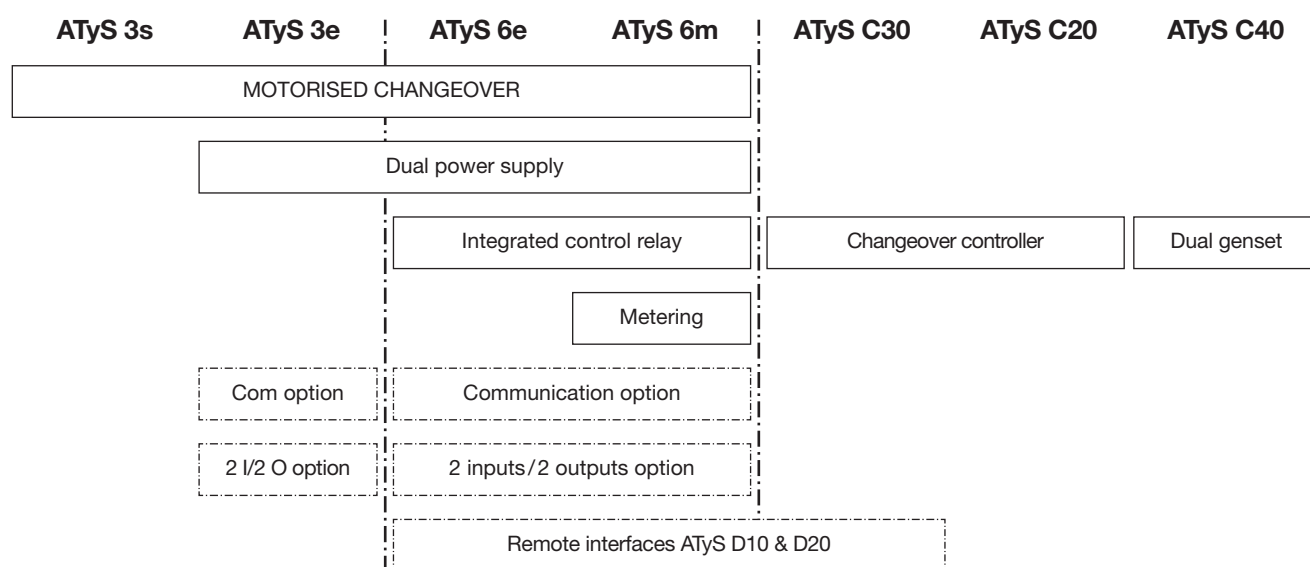 ATyS 3s ATyS 3e ATyS 6e ATyS 6m ATyS C30 ATyS C20 ATyS C40
MOTORISED CHANGEOVER
Dual power supply
Integrated control relay Changeover controller Dual genset
Metering
Com option Communication option
2 I/2 O option 2 inputs/2 outputs option
Remote interfaces ATyS D10 & D20